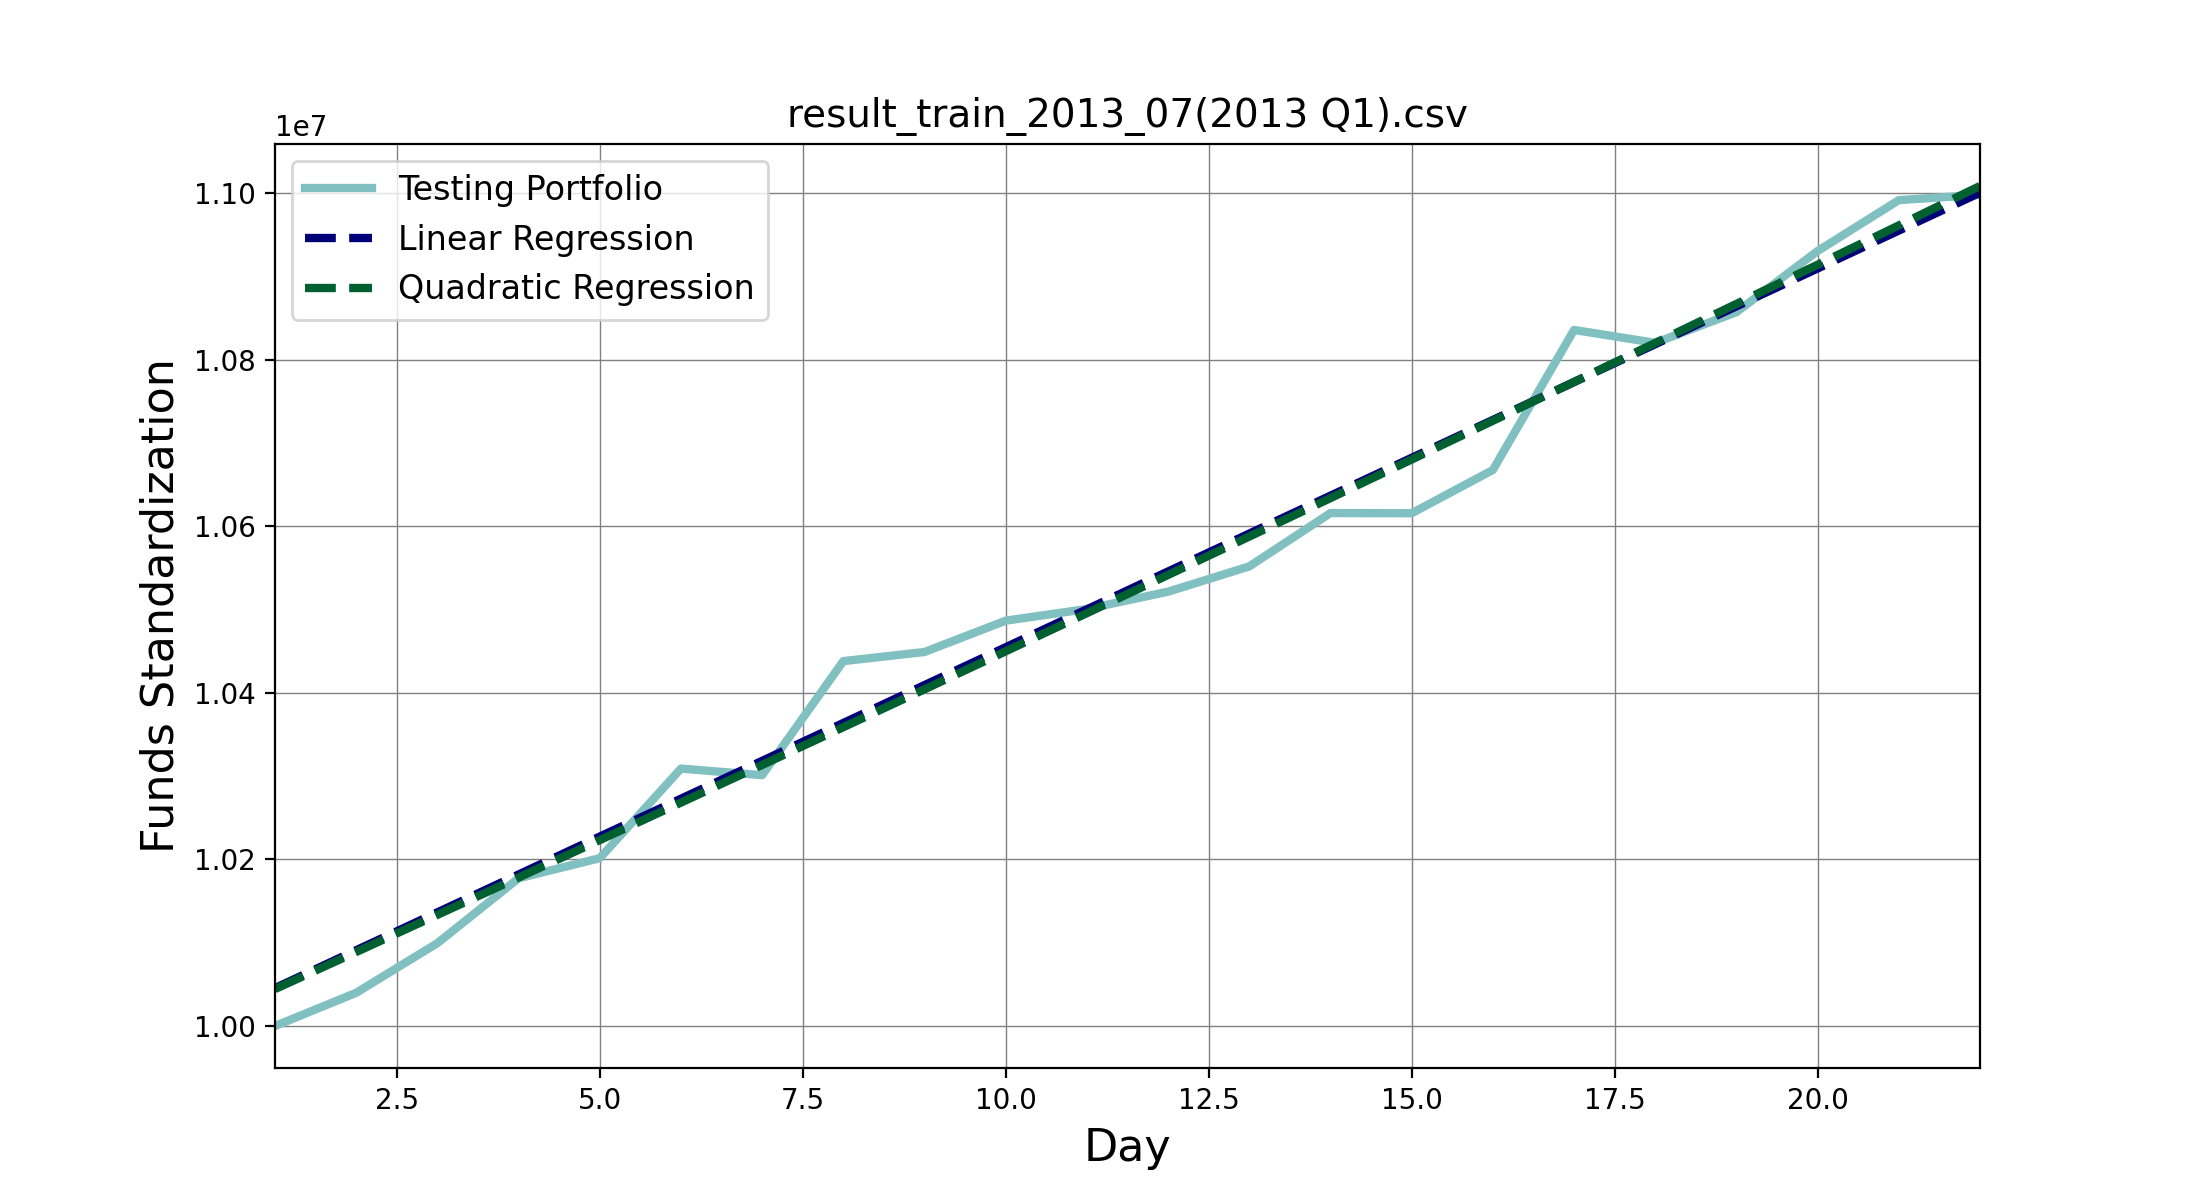 result_train_2013_07(2013 Q1).csv
1e7
Testing Portfolio
Linear Regression
Quadratic Regression
Funds Standardization
1.10
1.08
1.06
1.04
1.02
1.00
2.5 5.0 7.5 10.0 12.5 15.0 17.5 20.0
Day